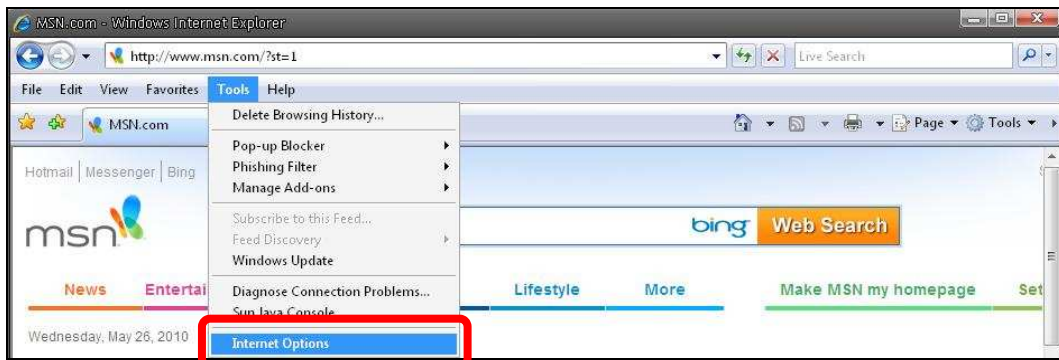 MSN.com - Windows Internet Explorer
http://www.msn.com/?st=1
Live Search
File Edit View Favorites Tools Help
MSN.com
Page Tools
Delete Browsing History...
Pop-up Blocker
Phishing Filter
Manage Add-ons
Subscribe to this Feed...
Feed Discovery
Windows Update
Diagnose Connection Problems...
Sun Java Console
Internet Options
Hotmail Messenger Bing
msn
bing Web Search
News Entertai Lifestyle More Make MSN my homepage Set
Wednesday, May 26, 2010